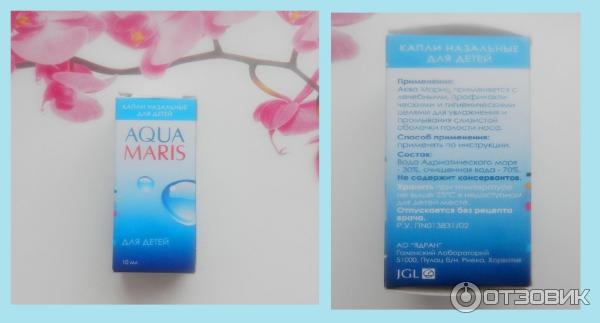 КАПЛИ НАЗАЛЬНЫЕ
ДЛЯ ДЕТЕЙ
AQUA
MARIS
ДЛЯ ДЕТЕЙ
10 мл
КАПЛИ НАЗАЛЬНЫЕ
ДЛЯ ДЕТЕЙ
Применение:
Аква Марис применяется с
лечебными, профилакти-
ческими и гигиеническими
целями для увлажнения и
промывания слизистой
оболочки полости носа.
Способ применения:
применять по инструкции.
Состав:
Вода Адриатического моря
- 30%, очищенная вода - 70%.
Не содержит консервантов.
Хранить при температуре
не выше 25°С в недоступном
для детей месте.
Отпускается без рецепта
врача.
Р.У. ПN013831/02
АО "ЯДРАН"
Галенский Лабораторий
51000, Пулац б/н, Риека, Хорватия
JGL
ОТЗОВИК